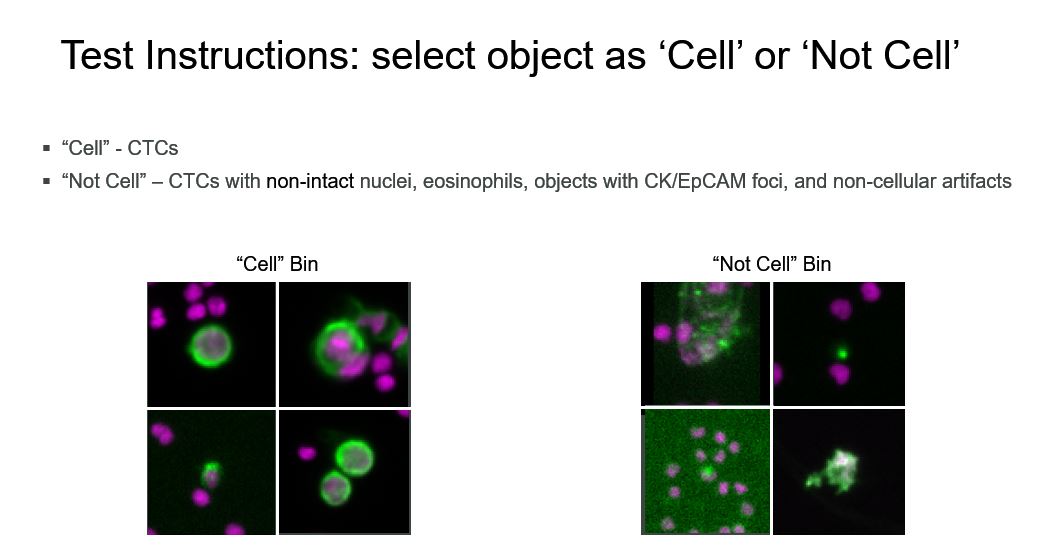 Test Instructions: select object as ‘Cell’ or ‘Not Cell’
▪ “Cell” - CTCs
▪ “Not Cell” – CTCs with non-intact nuclei, eosinophils, objects with CK/EpCAM foci, and non-cellular artifacts
“Cell” Bin
“Not Cell” Bin